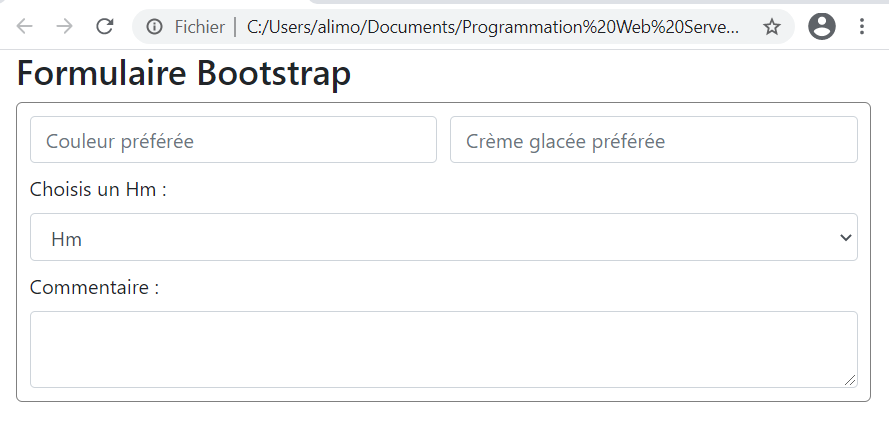 Fichier | C:/Users/alimo/Documents/Programmation%20Web%20Serve...
Formulaire Bootstrap
Couleur préférée Crème glacée préférée
Choisis un Hm :
Hm
Commentaire :